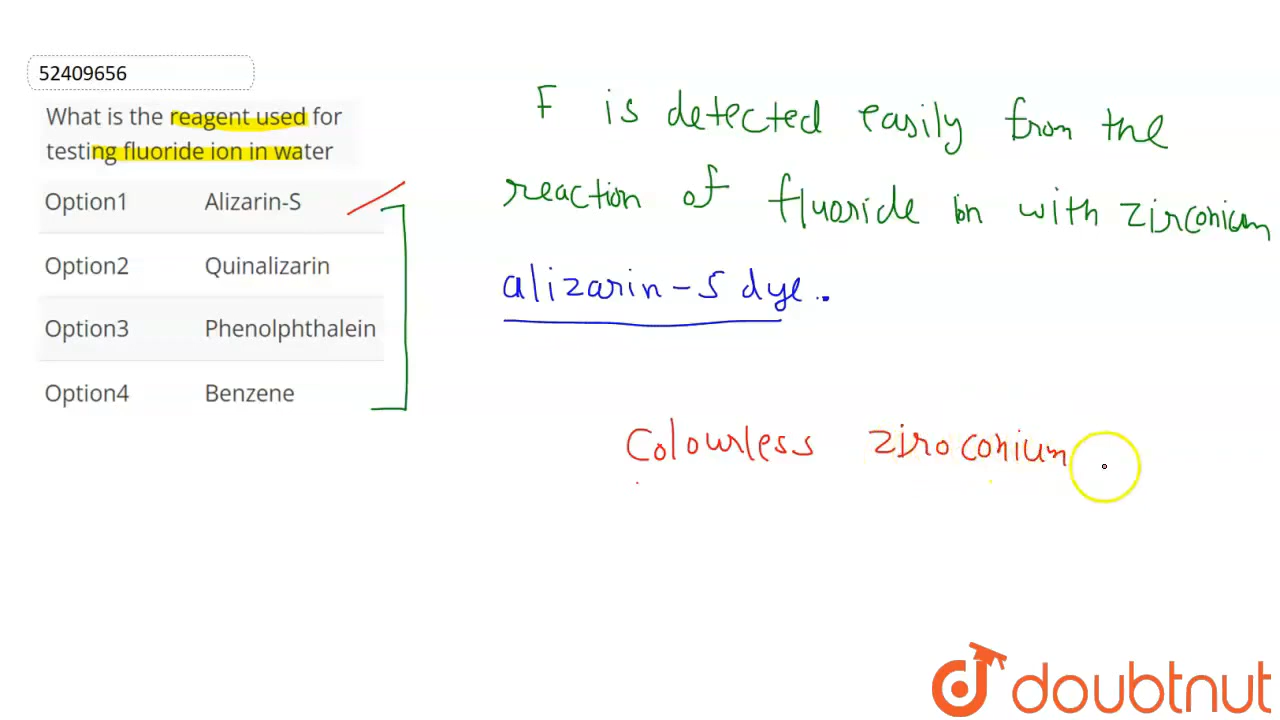 52409656
What is the reagent used for
testing fluoride ion in water
Option1 Alizarin-S
Option2 Quinalizarin
Option3 Phenolphthalein
Option4 Benzene
F is detected easily from the
reaction of fluoride ion with zirconium
alizarin-S dye..
Colourless ziroconium
doubtnut